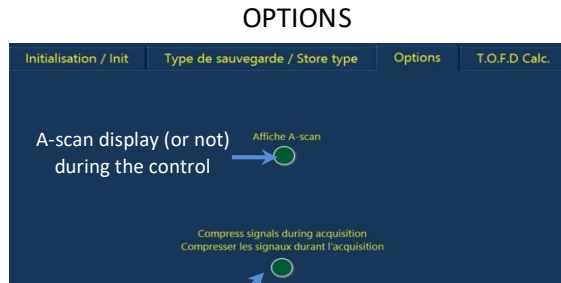 OPTIONS
Initialisation / Init Type de sauvegarde / Store type Options T.O.F.D Calc.
Affiche A-scan
A-scan display (or not)
during the control
Compress signals during acquisition
Compresser les signaux durant l'acquisition